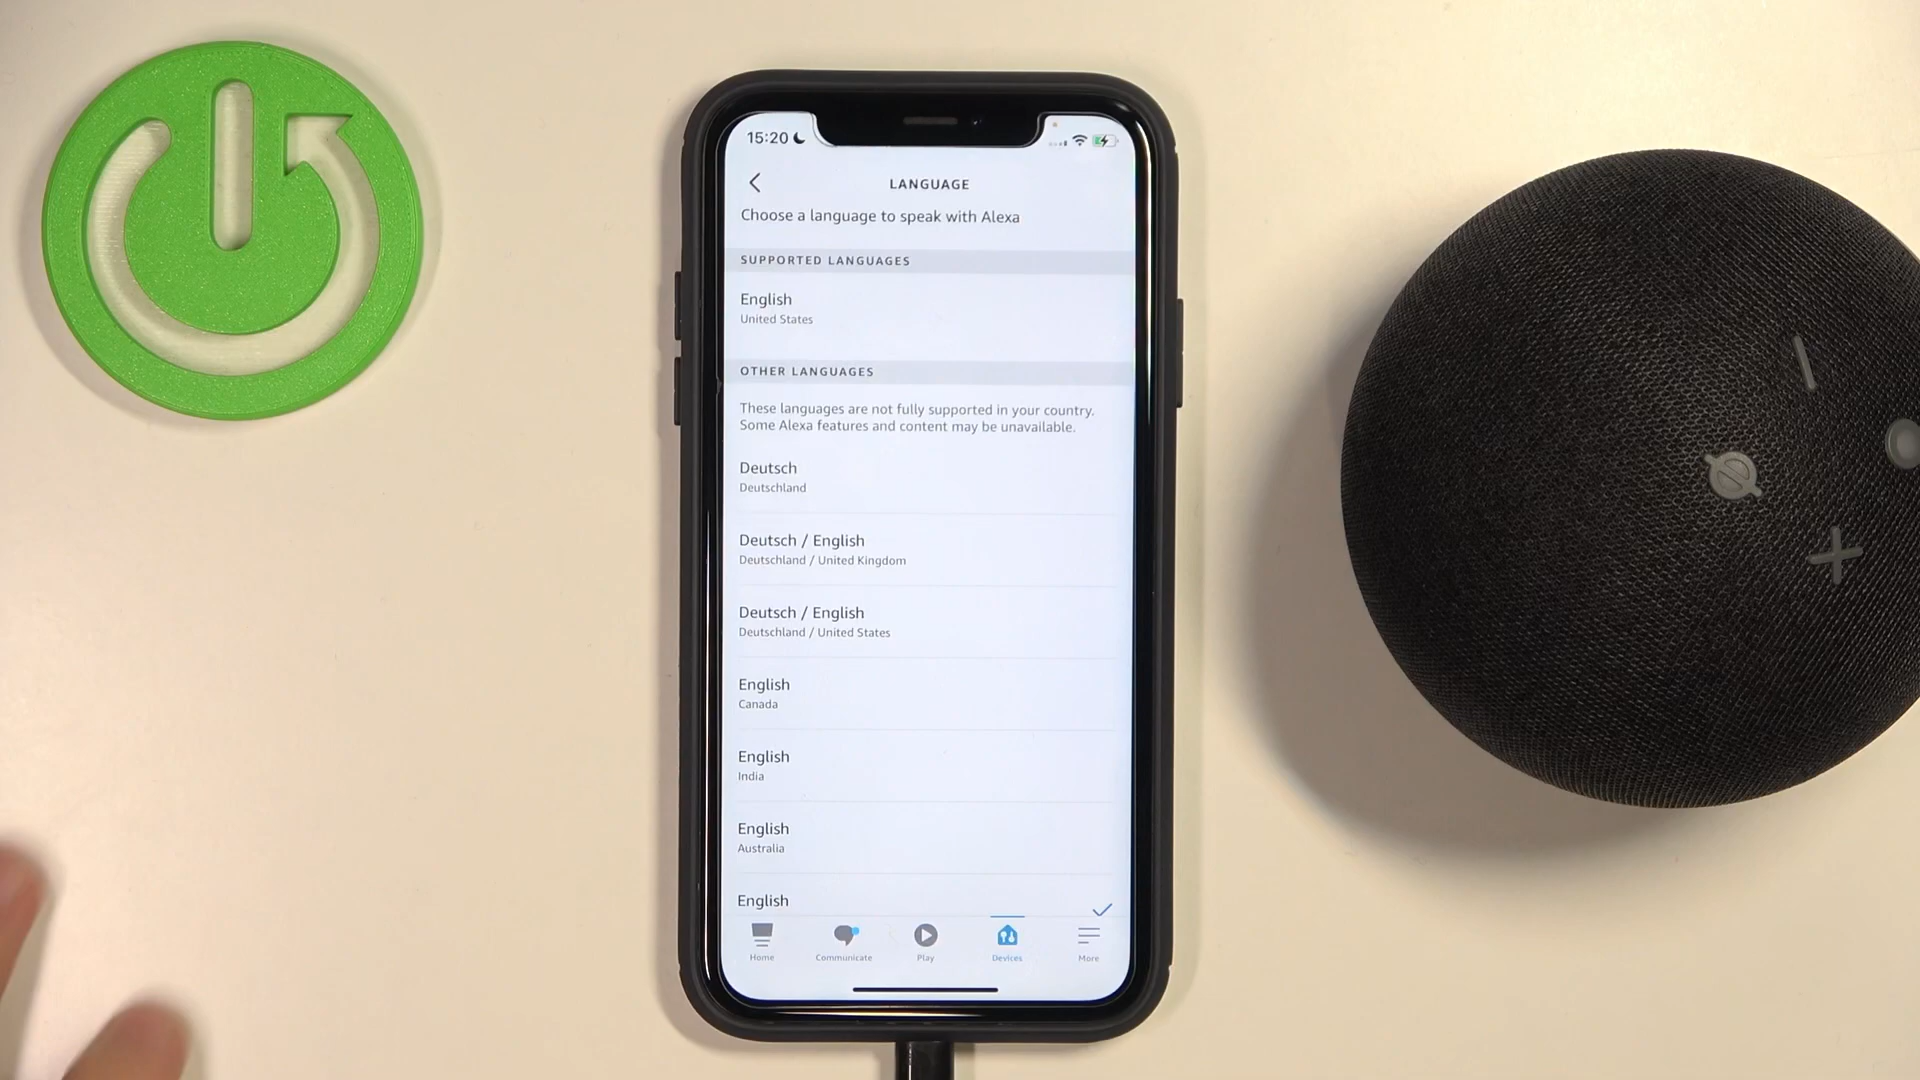 15:20
LANGUAGE
Choose a language to speak with Alexa
SUPPORTED LANGUAGES
English
United States
OTHER LANGUAGES
These languages are not fully supported in your country.
Some Alexa features and content may be unavailable.
Deutsch
Deutschland
Deutsch / English
Deutschland / United Kingdom
Deutsch / English
Deutschland / United States
English
Canada
English
India
English
Australia
English
Home
Communicate
Play
Devices
More